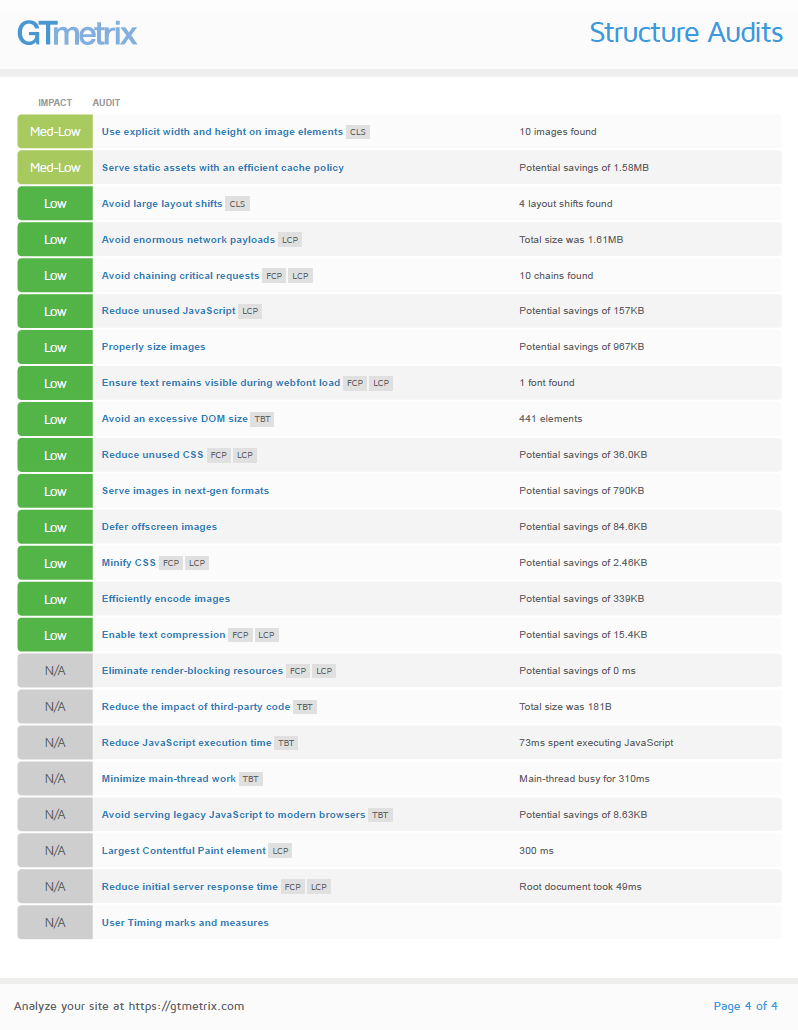 GTmetrix Structure Audits
IMPACT AUDIT
Med-Low Use explicit width and height on image elements CLS 10 images found
Med-Low Serve static assets with an efficient cache policy Potential savings of 1.58MB
Low Avoid large layout shifts CLS 4 layout shifts found
Low Avoid enormous network payloads LCP Total size was 1.61MB
Low Avoid chaining critical requests FCP LCP 10 chains found
Low Reduce unused JavaScript LCP Potential savings of 157KB
Low Properly size images Potential savings of 967KB
Low Ensure text remains visible during webfont load FCP LCP 1 font found
Low Avoid an excessive DOM size TBT 441 elements
Low Reduce unused CSS FCP LCP Potential savings of 36.0KB
Low Serve images in next-gen formats Potential savings of 790KB
Low Defer offscreen images Potential savings of 84.6KB
Low Minify CSS FCP LCP Potential savings of 2.46KB
Low Efficiently encode images Potential savings of 339KB
Low Enable text compression FCP LCP Potential savings of 15.4KB
N/A Eliminate render-blocking resources FCP LCP Potential savings of 0 ms
N/A Reduce the impact of third-party code TBT Total size was 181B
N/A Reduce JavaScript execution time TBT 73ms spent executing JavaScript
N/A Minimize main-thread work TBT Main-thread busy for 310ms
N/A Avoid serving legacy JavaScript to modern browsers TBT Potential savings of 8.63KB
N/A Largest Contentful Paint element LCP 300 ms
N/A Reduce initial server response time FCP LCP Root document took 49ms
N/A User Timing marks and measures
Analyze your site at https://gtmetrix.com Page 4 of 4